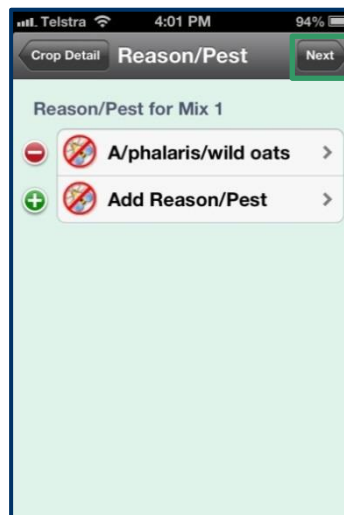 Telstra 4:01 PM 94%
Crop Detail Reason/Pest Next
Reason/Pest for Mix 1
A/phalaris/wild oats
Add Reason/Pest